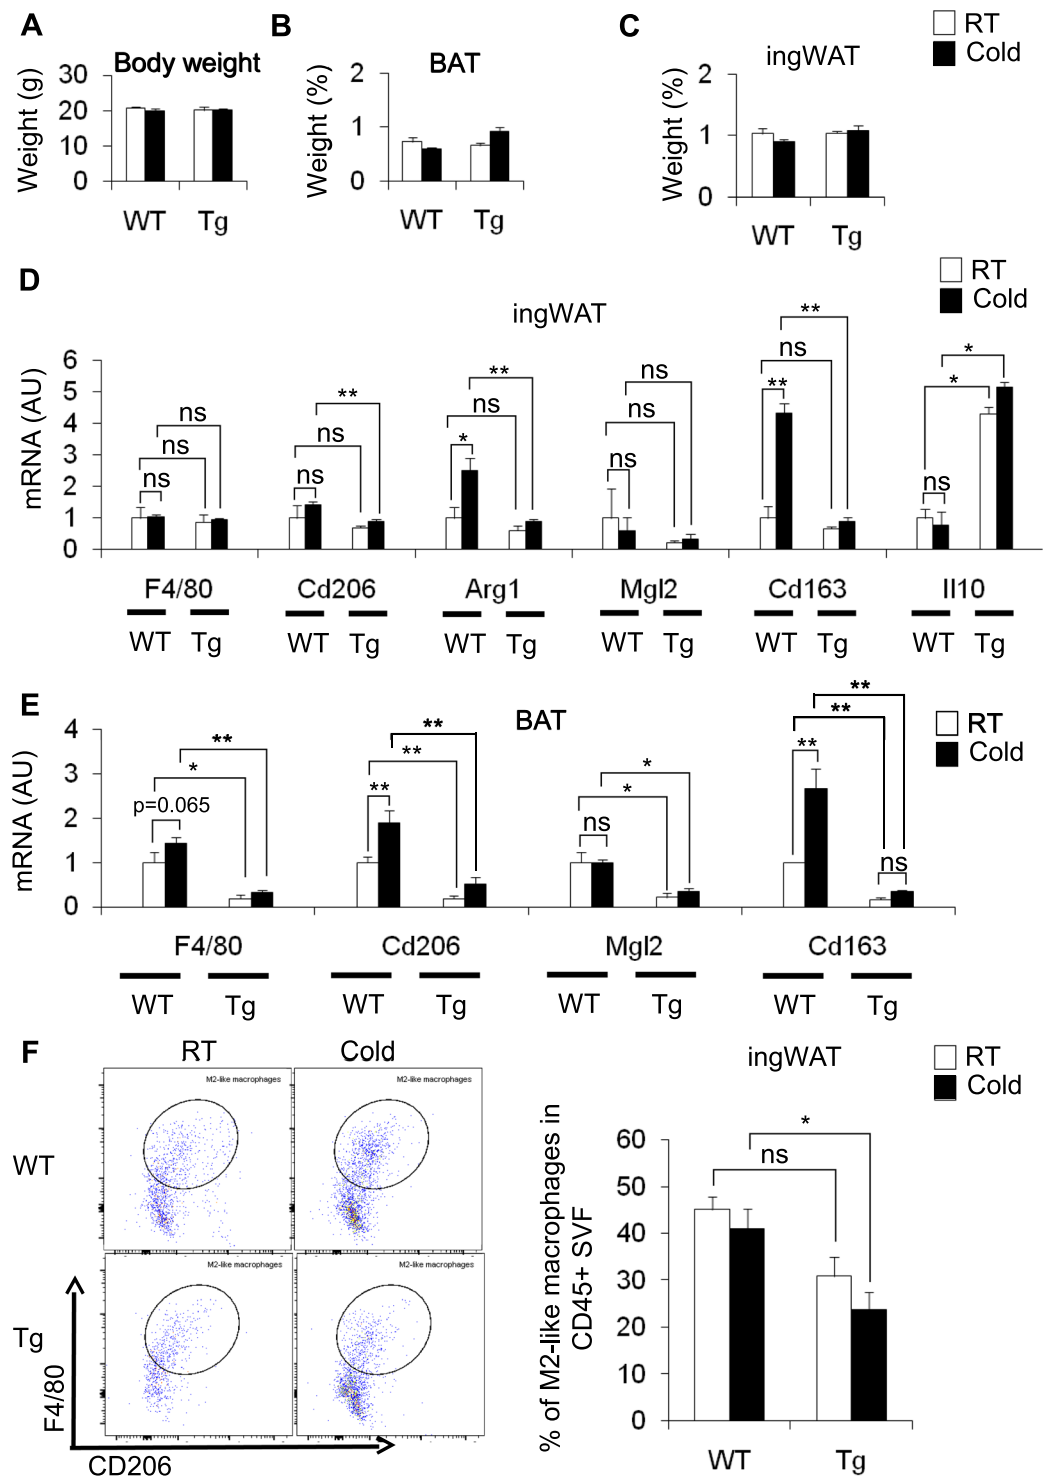 A
Body weight
Weight (g)
30
20
10
0
WT Tg
B
BAT
Weight (%)
2
1
0
WT Tg
C
ingWAT
Weight (%)
2
1
0
WT Tg
RT
Cold
D
ingWAT
RT
Cold
mRNA (AU)
6
5
4
3
2
1
0
ns ns ns
ns ns **
* ns **
ns ns ns
** ns **
ns * *
F4/80 Cd206 Arg1 Mgl2 Cd163 Il10
WT Tg WT Tg WT Tg WT Tg WT Tg WT Tg
E
BAT
RT
Cold
mRNA (AU)
4
3
2
1
0
p=0.065 * **
** ** **
ns * *
** ** ** ns
F4/80 Cd206 Mgl2 Cd163
WT Tg WT Tg WT Tg WT Tg
F
RT Cold
WT
M2-like macrophages
M2-like macrophages
Tg
M2-like macrophages
M2-like macrophages
F4/80
CD206
ingWAT
RT
Cold
% of M2-like macrophages in
CD45+ SVF
60
50
40
30
20
10
0
ns
*
WT Tg